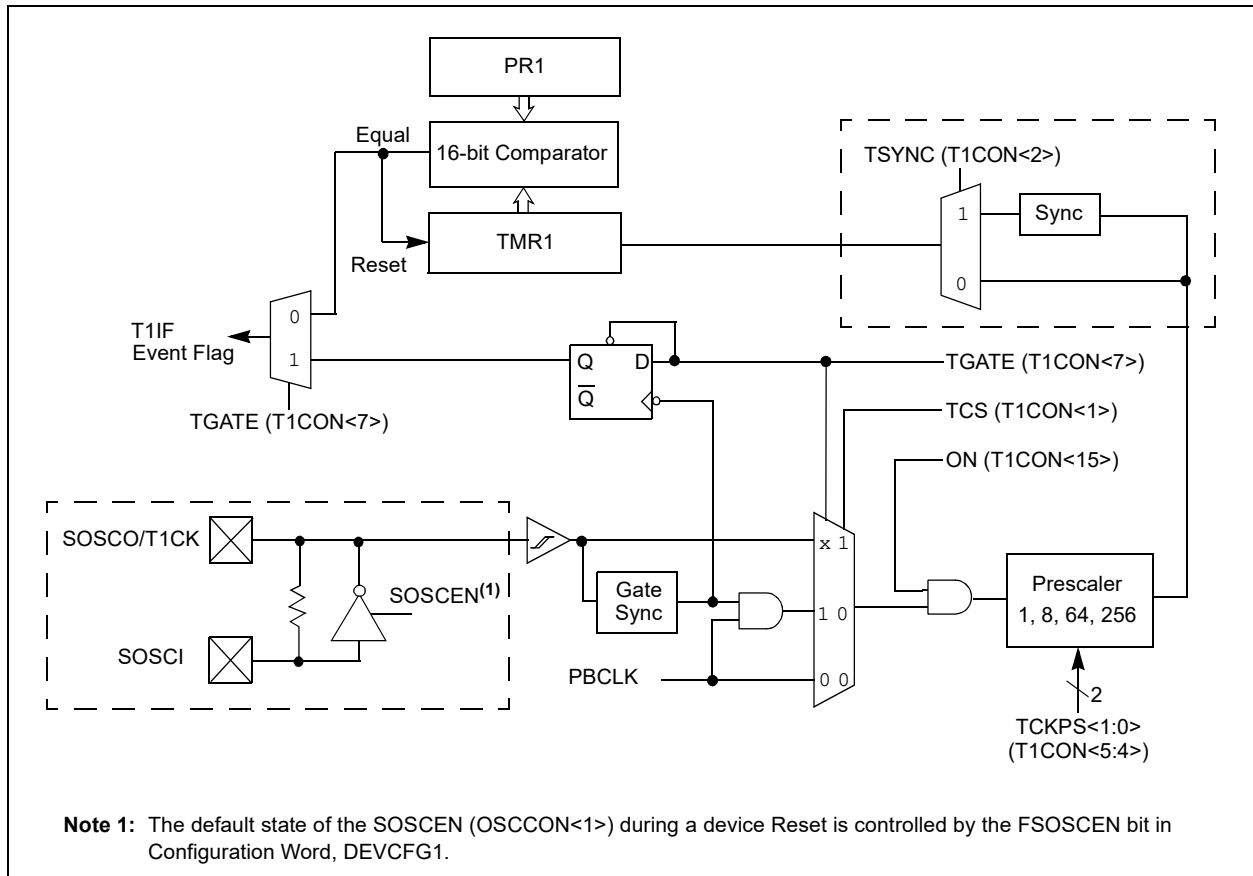 PR1
Equal
16-bit Comparator
TSYNC (T1CON<2>)
1
Sync
TMR1
Reset
0
0
T1IF
Event Flag
1
Q
D
Q̅
TGATE (T1CON<7>)
TGATE (T1CON<7>)
TCS (T1CON<1>)
ON (T1CON<15>)
SOSCO/T1CK
x 1
SOSCEN(1)
Gate
Sync
Prescaler
1, 8, 64, 256
1 0
SOSCI
PBCLK
0 0
2
TCKPS<1:0>
(T1CON<5:4>)
Note 1: The default state of the SOSCEN (OSCCON<1>) during a device Reset is controlled by the FSOSCEN bit in
Configuration Word, DEVCFG1.